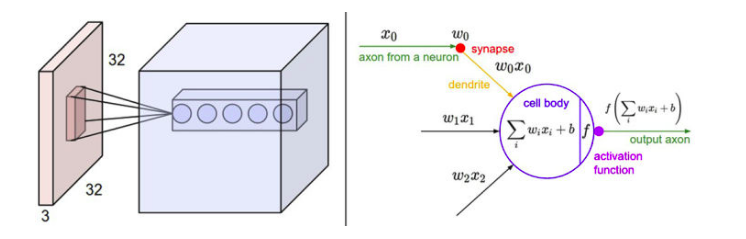 32
32
3
x₀
w₀
synapse
axon from a neuron
w₀x₀
dendrite
cell body
w₁x₁
∑ᵢ wᵢxᵢ + b
f
f(∑ᵢ wᵢxᵢ + b)
output axon
activation
function
w₂x₂